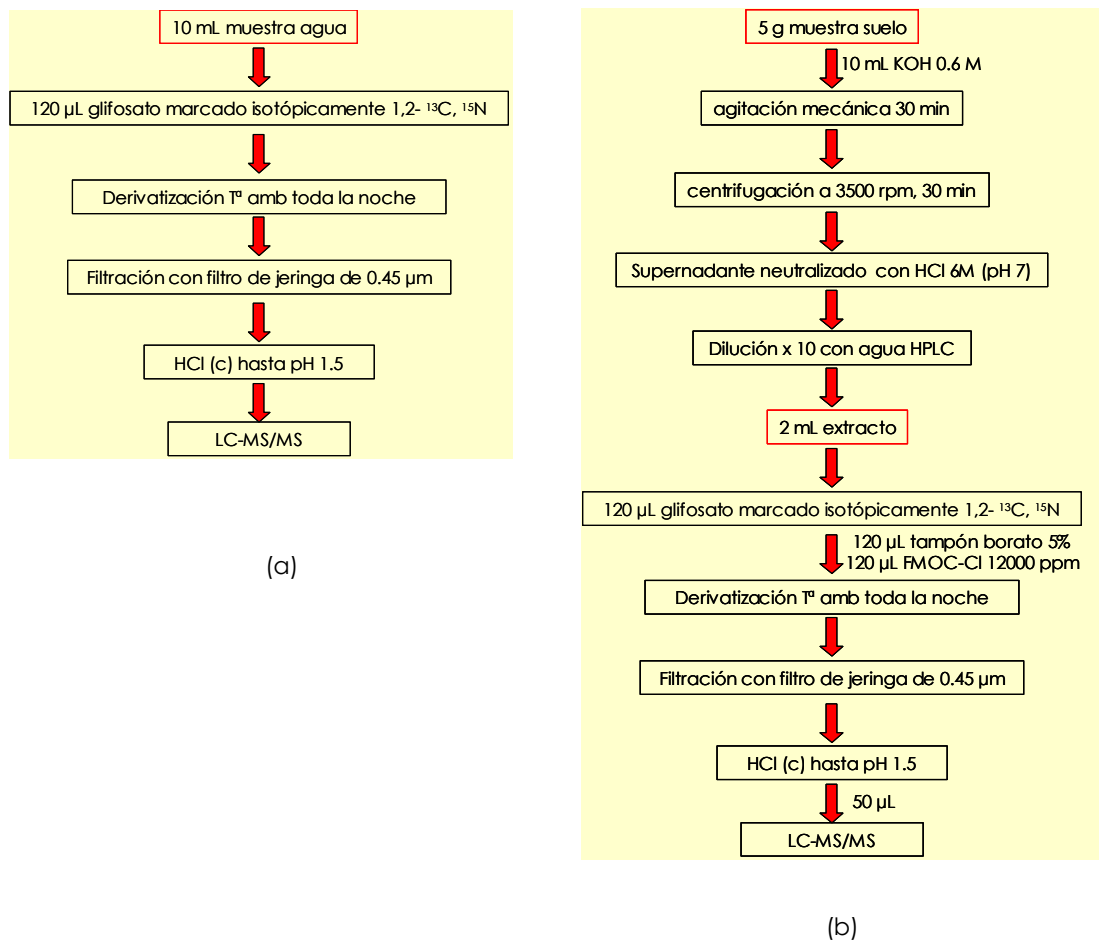 10 mL muestra agua
120 µL glifosato marcado isotópicamente 1,2- ¹³C, ¹⁵N
Derivatización Tª amb toda la noche
Filtración con filtro de jeringa de 0.45 µm
HCl (c) hasta pH 1.5
LC-MS/MS
(a)
5 g muestra suelo
10 mL KOH 0.6 M
agitación mecánica 30 min
centrifugación a 3500 rpm, 30 min
Supernadante neutralizado con HCl 6M (pH 7)
Dilución x 10 con agua HPLC
2 mL extracto
120 µL glifosato marcado isotópicamente 1,2- ¹³C, ¹⁵N
120 µL tampón borato 5%
120 µL FMOC-Cl 12000 ppm
Derivatización Tª amb toda la noche
Filtración con filtro de jeringa de 0.45 µm
HCl (c) hasta pH 1.5
50 µL
LC-MS/MS
(b)